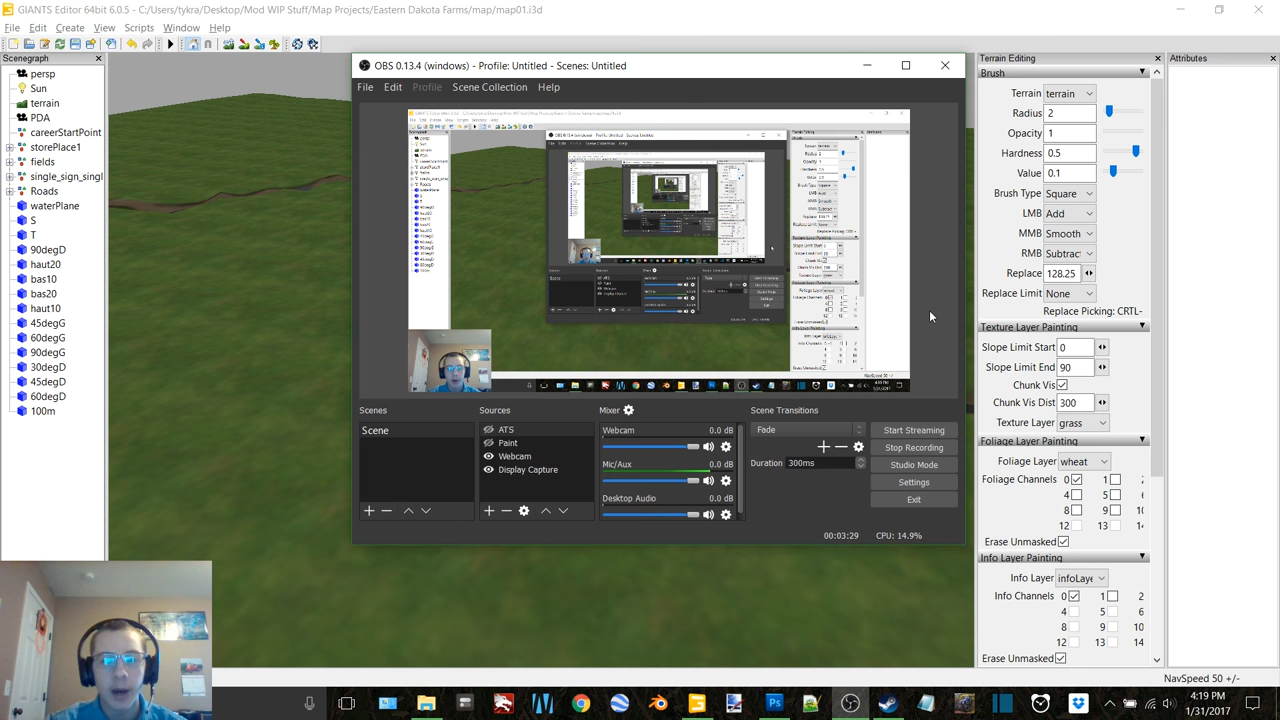 GIANTS Editor 64bit 6.0.5 - C:/Users/tykra/Desktop/Mod WIP Stuff/Map Projects/Eastern Dakota Farms/map/map01.i3d
File Edit Create View Scripts Window Help
Scenegraph
persp
Sun
terrain
PDA
careerStartPoint
storePlace1
fields
single_sign_singl
Roads
waterPlane
S
T
90degD
haut20
bas10
bas20
haut10
45degG
60degG
90degG
30degD
45degD
60degD
100m
OBS 0.13.4 (windows) - Profile: Untitled - Scenes: Untitled
File Edit Profile Scene Collection Help
Scenes
Scene
Sources
ATS
Paint
Webcam
Display Capture
Mixer
Webcam 0.0 dB
Mic/Aux 0.0 dB
Desktop Audio 0.0 dB
Scene Transitions
Fade
Duration 300ms
Start Streaming
Stop Recording
Studio Mode
Settings
Exit
00:03:29 CPU: 14.9%
Terrain Editing
Brush
Terrain terrain
Radius 2
Opacity 1
Hardness 0.5
Value 0.1
Brush Type Square
LMB Add
MMB Smooth
RMB Subtrac
Replace 128.25
Replace Limit None
Replace Picking: CRTL-
Texture Layer Painting
Slope Limit Start 0
Slope Limit End 90
Chunk Vis
Chunk Vis Dist 300
Texture Layer grass
Foliage Layer Painting
Foliage Layer wheat
Foliage Channels 0 1 2
4 5 6
8 9 10
12 13 14
Erase Unmasked
Info Layer Painting
Info Layer infoLaye
Info Channels 0 1 2
4 5 6
8 9 10
12 13 14
Erase Unmasked
Attributes
NavSpeed 50 +/-
4:19 PM
1/31/2017